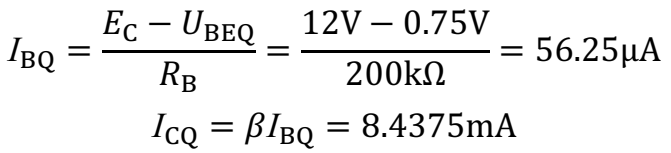 I_BQ = (E_C − U_BEQ)/R_B = (12V − 0.75V)/200kΩ = 56.25μA
I_CQ = βI_BQ = 8.4375mA